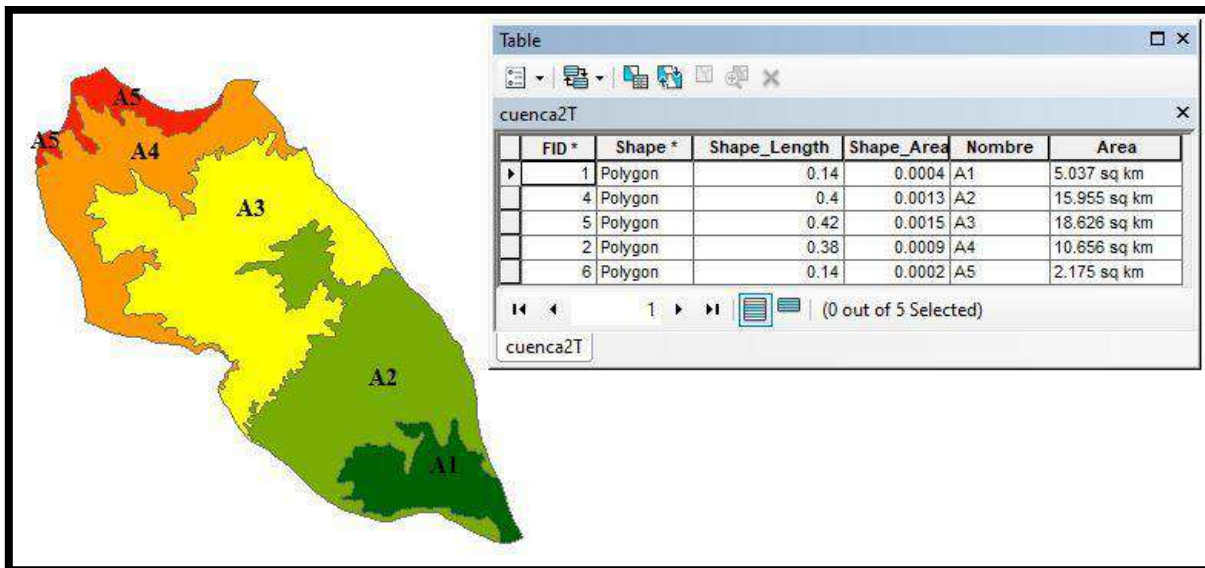 A5
A5
A4
A3
A2
A1
Table
cuenca2T
FID * Shape * Shape_Length Shape_Area Nombre Area
1 Polygon 0.14 0.0004 A1 5.037 sq km
4 Polygon 0.4 0.0013 A2 15.955 sq km
5 Polygon 0.42 0.0015 A3 18.626 sq km
2 Polygon 0.38 0.0009 A4 10.656 sq km
6 Polygon 0.14 0.0002 A5 2.175 sq km
1 (0 out of 5 Selected)
cuenca2T